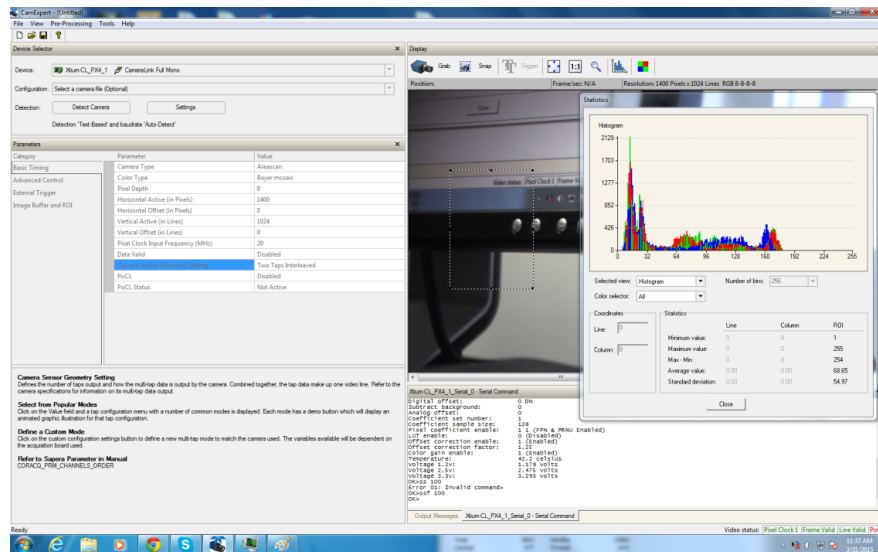 CamExpert - [Untitled]
File View Pre-Processing Tools Help
Device Selector
Device: Xtium-CL_PX4_1 CameraLink Full Mono
Configuration: Select a camera file (Optional)
Detection: Detect Camera Settings
Detection 'Text-Based' and baudrate 'Auto-Detect'
Parameters
Category Parameter Value
Basic Timing
Advanced Control
External Trigger
Image Buffer and ROI
Camera Type Areascan
Color Type Bayer mosaic
Pixel Depth 8
Horizontal Active (in Pixels) 1400
Horizontal Offset (in Pixels) 0
Vertical Active (in Lines) 1024
Vertical Offset (in Lines) 0
Pixel Clock Input Frequency (MHz) 20
Data Valid Disabled
Camera Sensor Geometry Setting Two Taps Interleaved
PoCL Disabled
PoCL Status Not Active
Camera Sensor Geometry Setting
Defines the number of taps output and how the multi-tap data is output by the camera. Combined together, the tap data make up one video line. Refer to the
camera specifications for information on its multi-tap data output.
Select from Popular Modes
Click on the Value field and a tap configuration menu with a number of common modes is displayed. Each mode has a demo button which will display an
animated graphic illustration for that tap configuration.
Define a Custom Mode
Click on the custom configuration settings button to define a new multi-tap mode to match the camera used. The variables available will be dependent on
the acquisition board used.
Refer to Sapera Parameter in Manual
CORACQ_PRM_CHANNELS_ORDER
Display
Grab Snap Trigger 1:1
Position: Frame/sec: N/A Resolution: 1400 Pixels x 1024 Lines RGB 8-8-8-8
Close
Video status: Pixel Clock 1 Frame
Statistics
Histogram
2129
1703
1277
852
426
0
0 32 64 96 128 160 192 224 255
Selected view: Histogram Number of bins: 256
Color selector: All
Coordinates
Line: 0
Column: 0
Statistics
Line Column ROI
Minimum value: 0 0 1
Maximum value: 0 0 255
Max - Min : 0 0 254
Average value: 0.00 0.00 68.65
Standard deviation: 0.00 0.00 54.97
Close
Xtium-CL_PX4_1_Serial_0 - Serial Command
Digital offset: 0 DN
Subtract background: 0
Analog offset: 0
Coefficient set number: 1
Coefficient sample size: 128
Pixel coefficient enable: 1 1 (FPN & PRNU Enabled)
LUT enable: 0 (Disabled)
Offset correction enable: 1 (Enabled)
Offset correction factor: 1.25
Color gain enable: 1 (Enabled)
Temperature: 42.2 Celsius
Voltage 1.2v: 1.179 volts
Voltage 2.5v: 2.475 volts
Voltage 3.3v: 3.293 volts
OK>ss 100
Error 01: Invalid command>
OK>ssf 100
OK>
Output Messages Xtium-CL_PX4_1_Serial_0 - Serial Command
Ready
Video status: Pixel Clock 1 Frame Valid Line Valid
11:37 AM
3/31/2015